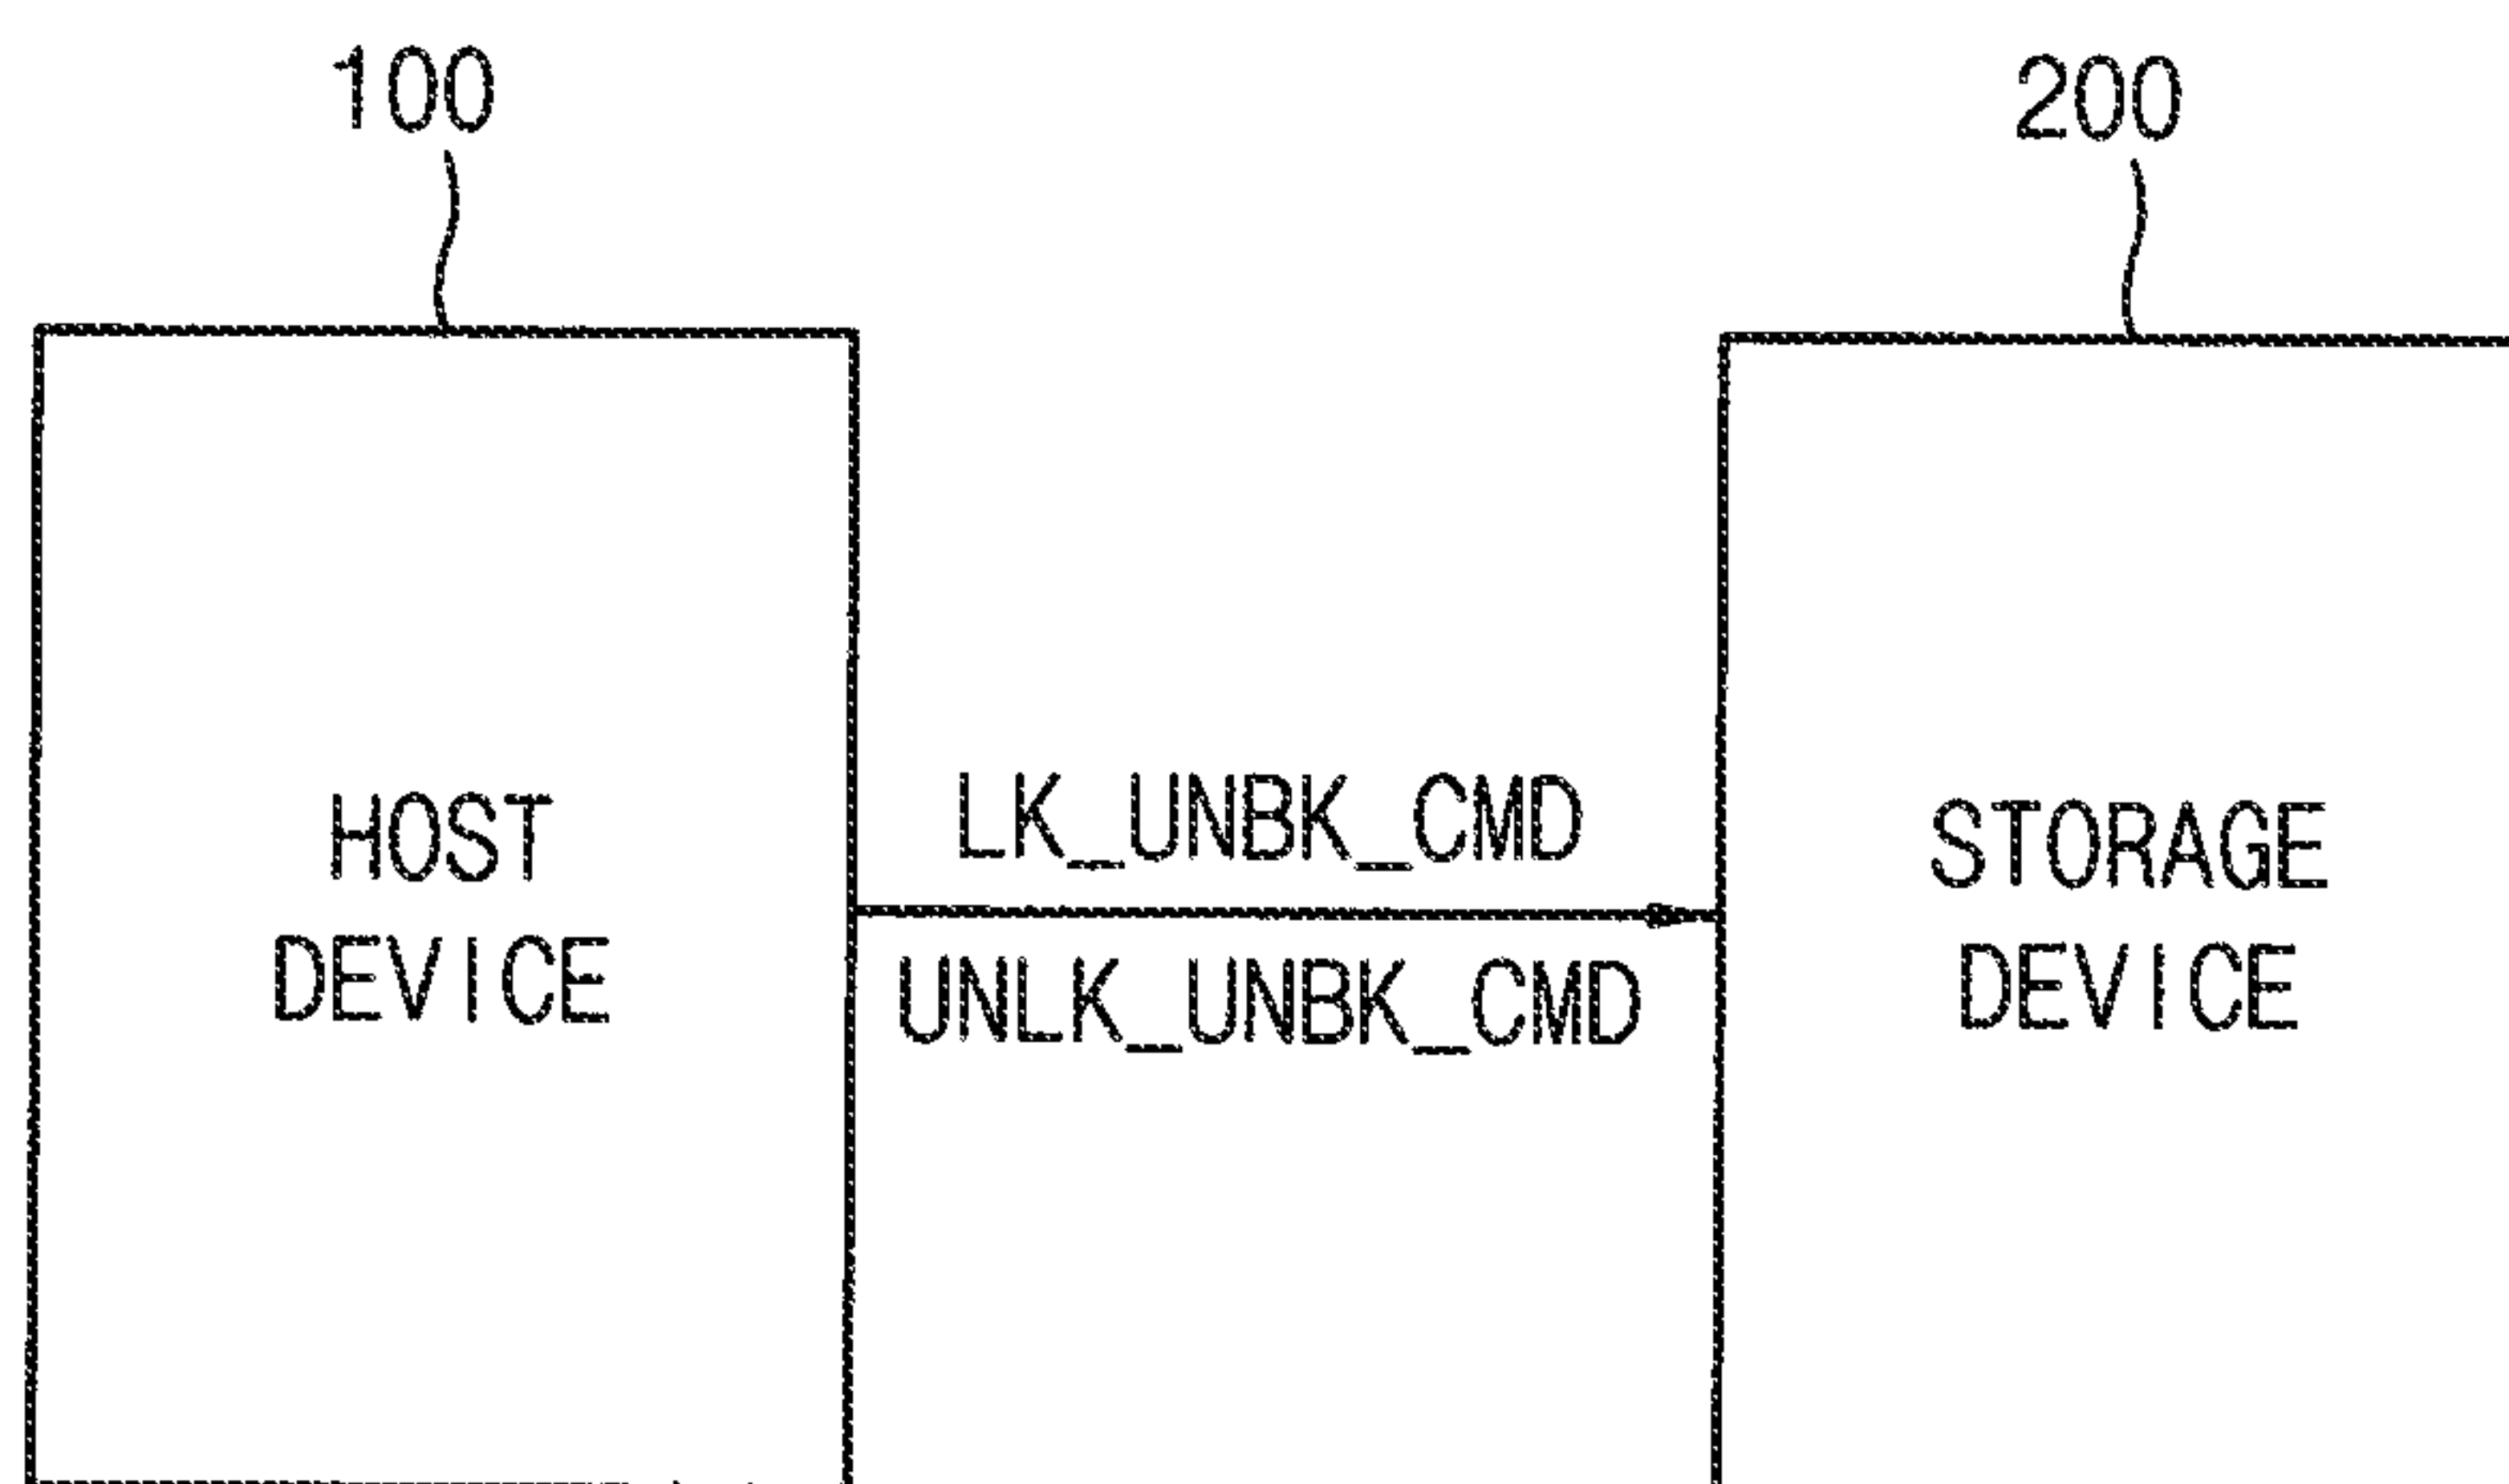 100
200
HOST
DEVICE
LK_UNBK_CMD
UNLK_UNBK_CMD
STORAGE
DEVICE